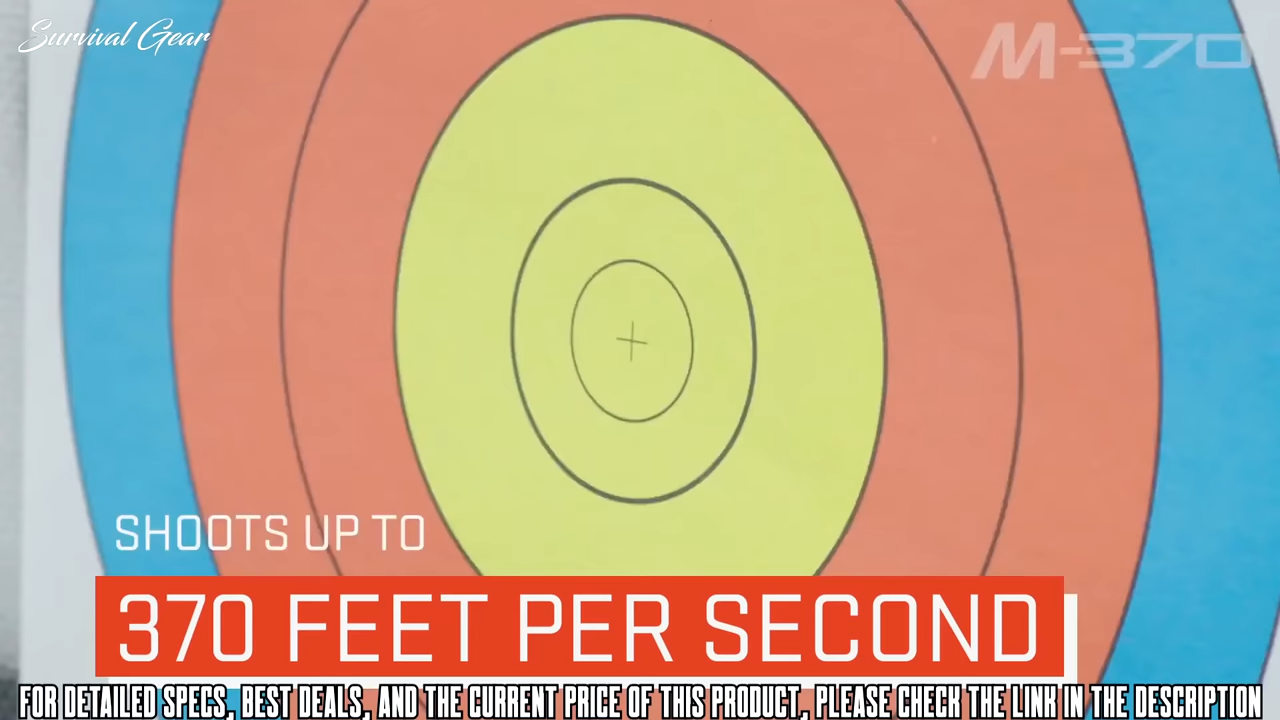 Survival Gear
M-370
SHOOTS UP TO
370 FEET PER SECOND
FOR DETAILED SPECS, BEST DEALS, AND THE CURRENT PRICE OF THIS PRODUCT, PLEASE CHECK THE LINK IN THE DESCRIPTION